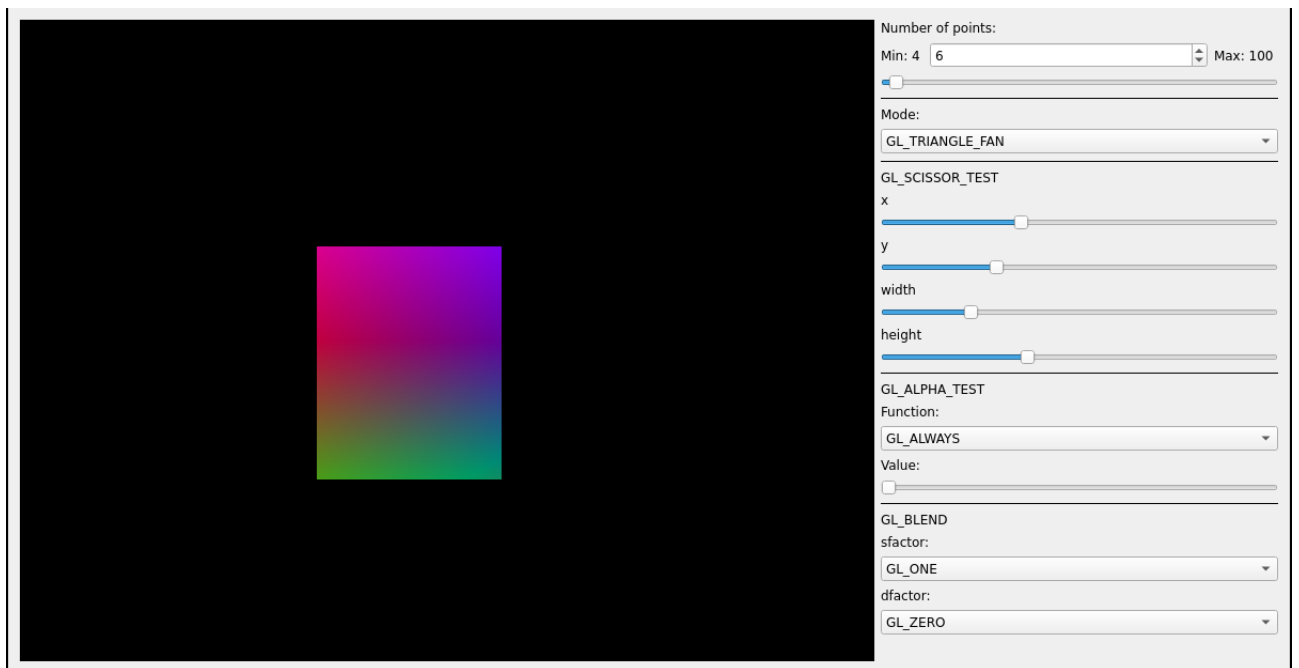 Number of points:
Min: 4 6 Max: 100
Mode:
GL_TRIANGLE_FAN
GL_SCISSOR_TEST
x
y
width
height
GL_ALPHA_TEST
Function:
GL_ALWAYS
Value:
GL_BLEND
sfactor:
GL_ONE
dfactor:
GL_ZERO